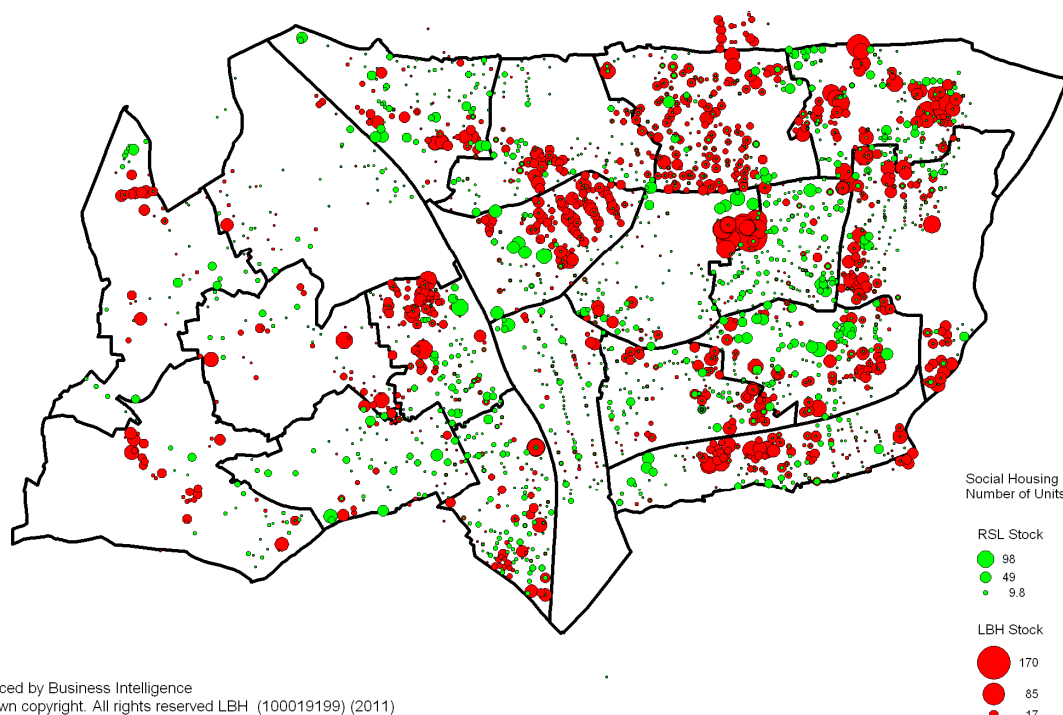 Social Housing
Number of Units
RSL Stock
98
49
9.8
LBH Stock
170
85
17
ced by Business Intelligence
wn copyright. All rights reserved LBH (100019199) (2011)